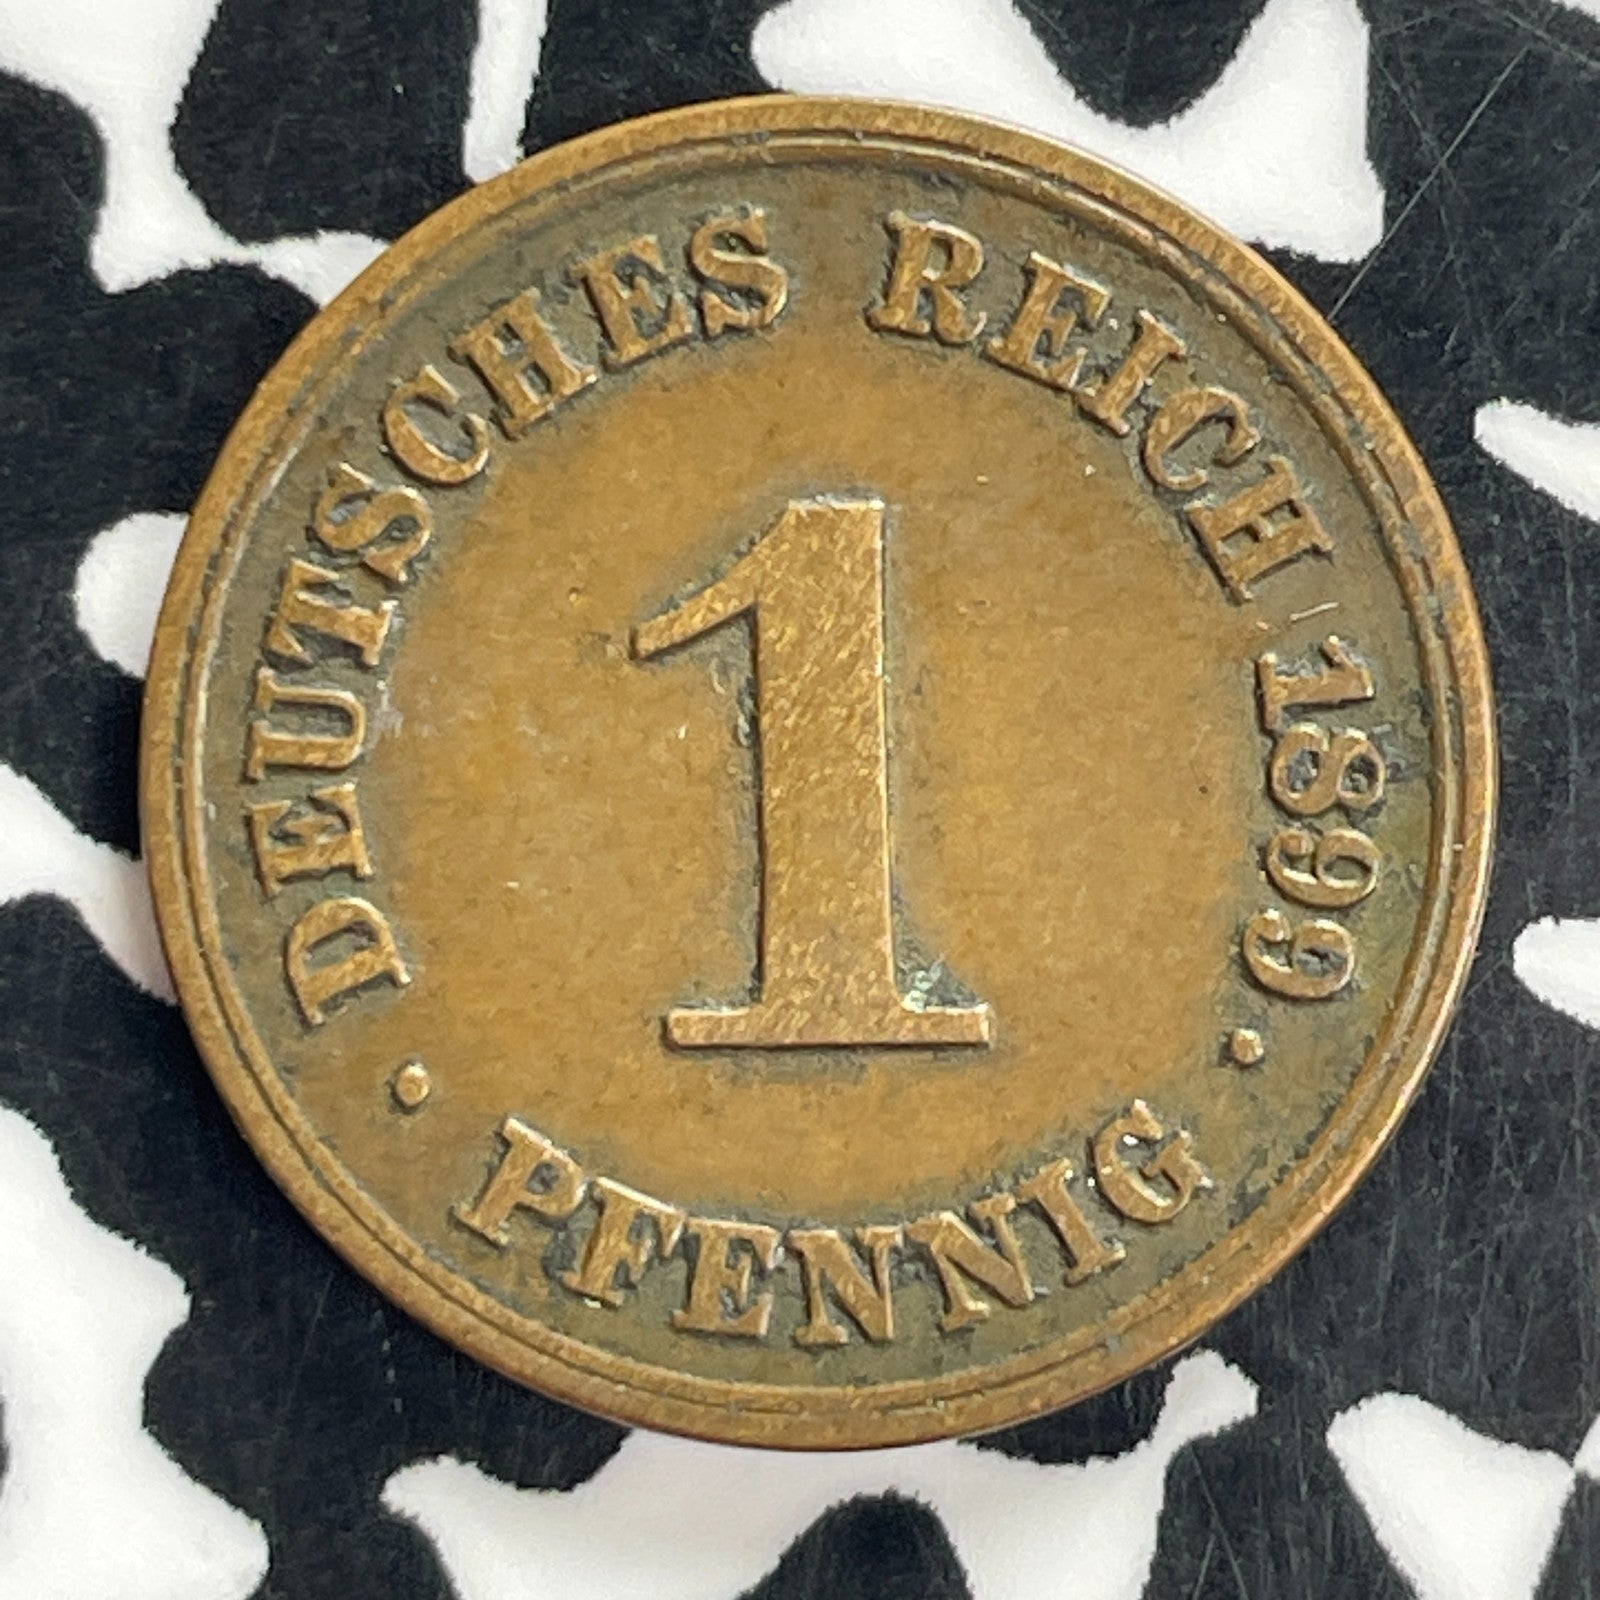 DEUTSCHES REICH 1899
1
· PFENNIG ·